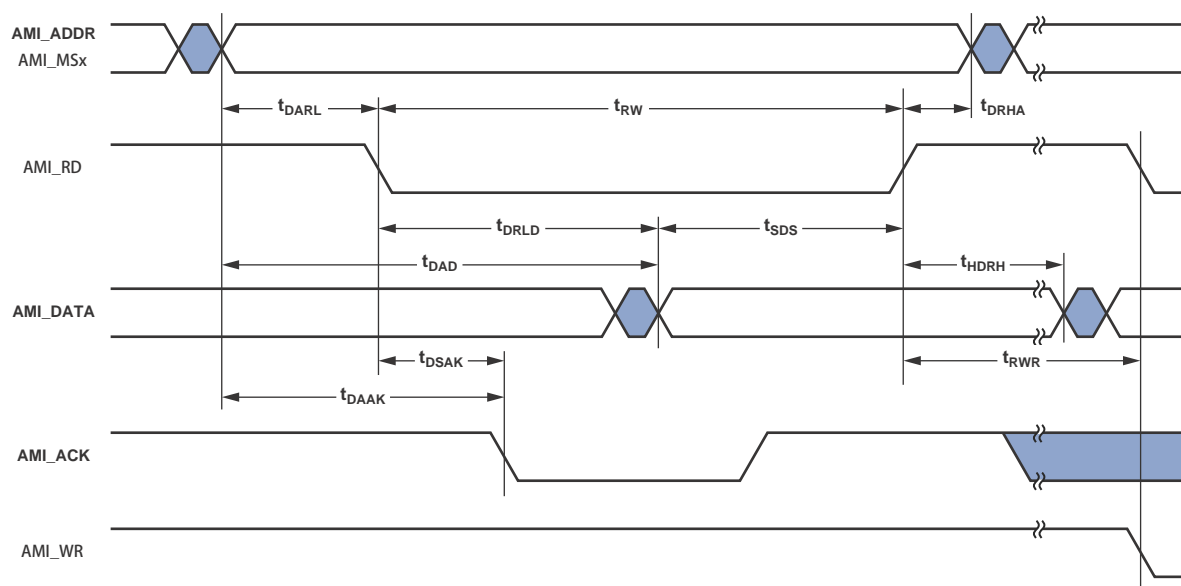 AMI_ADDR
AMI_MSx
tDARL
tRW
tDRHA
AMI_RD
tDRLD
tSDS
tDAD
tHDRH
AMI_DATA
tDSAK
tRWR
tDAAK
AMI_ACK
AMI_WR